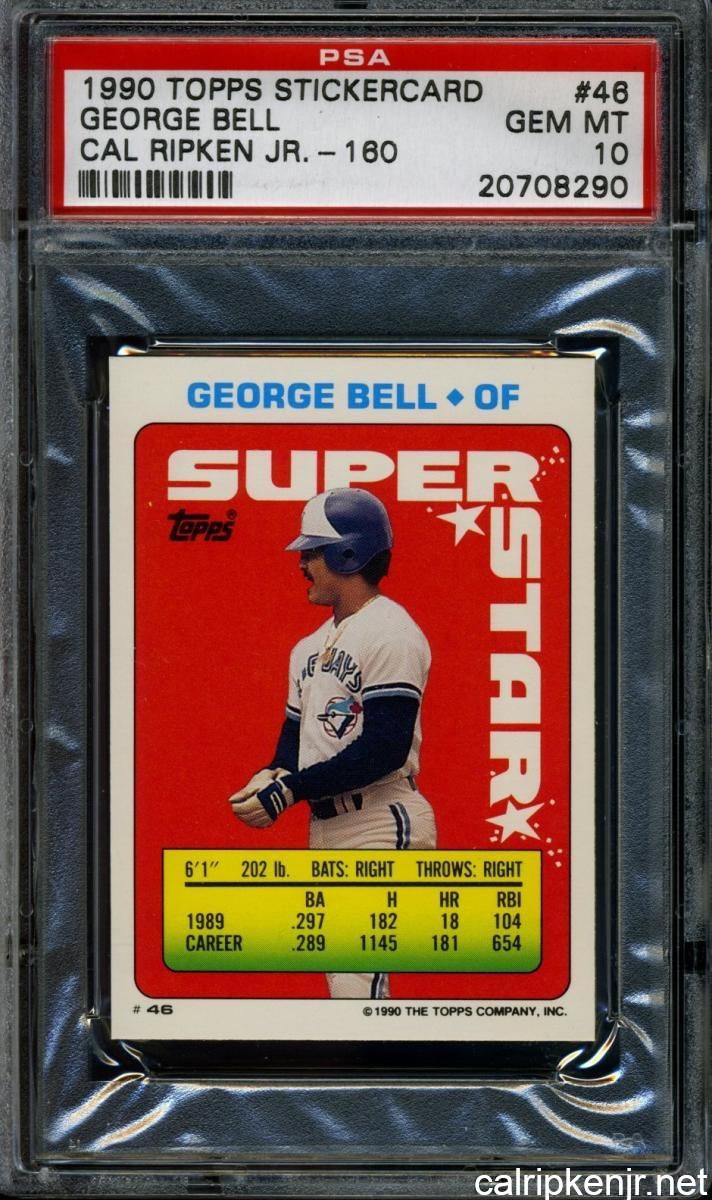 PSA
1990 TOPPS STICKERCARD #46
GEORGE BELL GEM MT
CAL RIPKEN JR. - 160 10
20708290
GEORGE BELL ◆ OF
SUPER
STAR
Topps®
BLUE JAYS
6'1" 202 lb. BATS: RIGHT THROWS: RIGHT
BA H HR RBI
1989 .297 182 18 104
CAREER .289 1145 181 654
# 46 ©1990 THE TOPPS COMPANY, INC.
calripkenjr.net